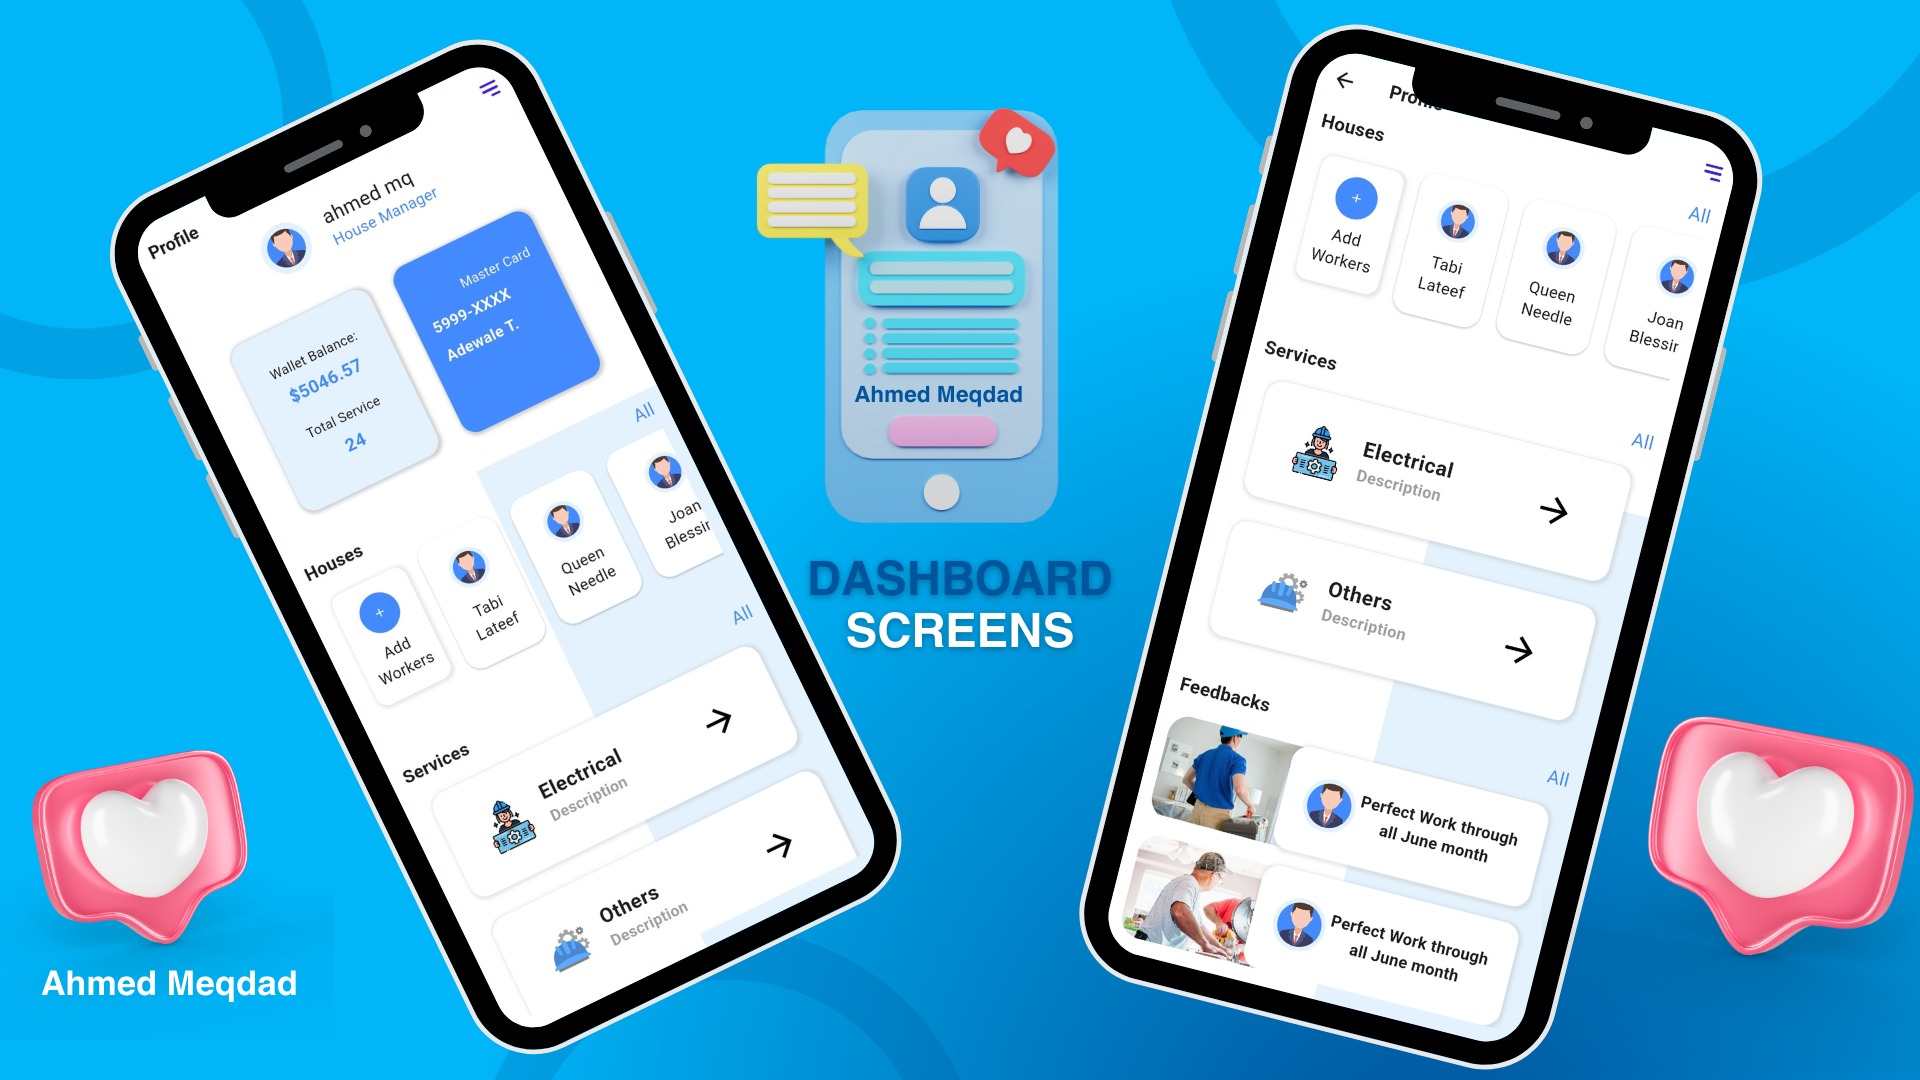 Profile
ahmed mq
House Manager
Wallet Balance:
$5046.57
Total Service
24
Master Card
5999-XXXX
Adewale T.
Houses
All
+
Add
Workers
Tabi
Lateef
Queen
Needle
Joan
Blessir
Services
All
Electrical
Description
Others
Description
Ahmed Meqdad
Ahmed Meqdad
DASHBOARD
SCREENS
Profile
Houses
All
+
Add
Workers
Tabi
Lateef
Queen
Needle
Joan
Blessir
Services
All
Electrical
Description
Others
Description
Feedbacks
All
Perfect Work through
all June month
Perfect Work through
all June month